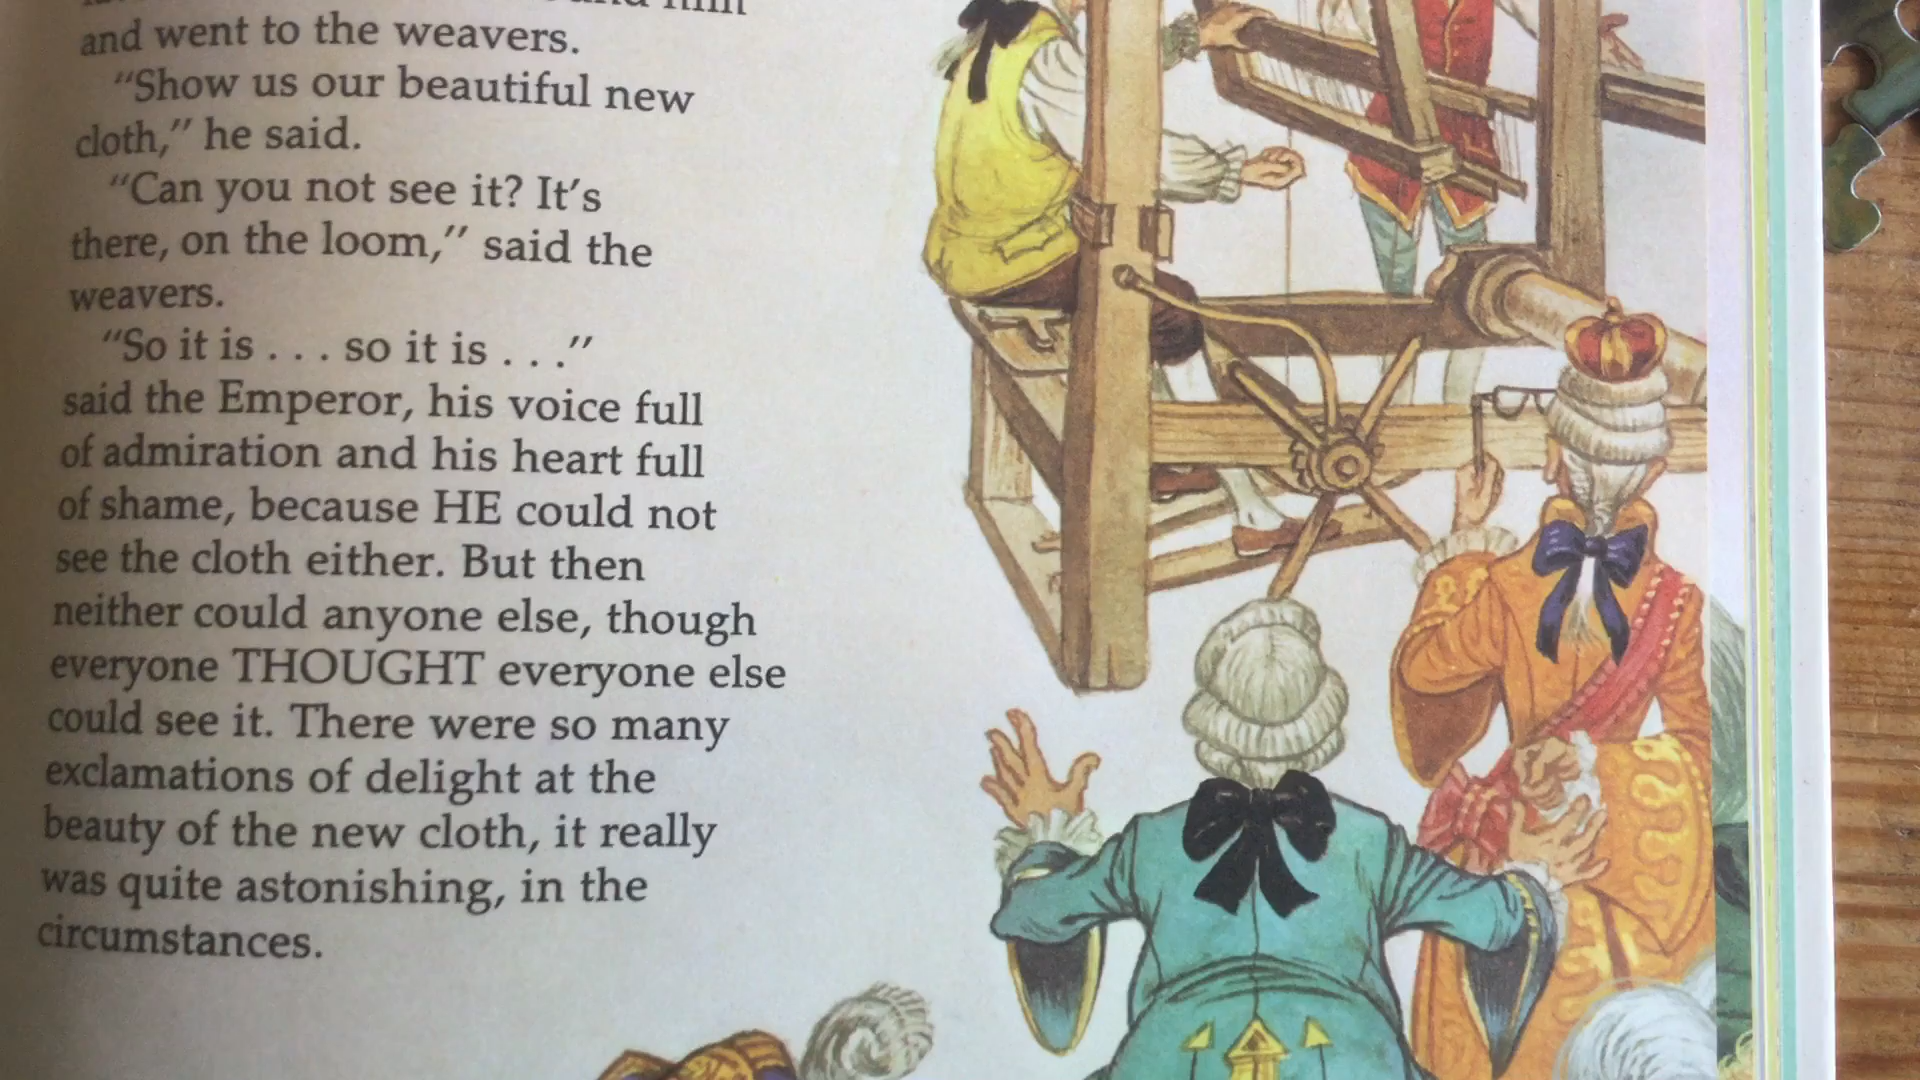 and went to the weavers.
“Show us our beautiful new
cloth,” he said.
“Can you not see it? It’s
there, on the loom,” said the
weavers.
“So it is . . . so it is . . .”
said the Emperor, his voice full
of admiration and his heart full
of shame, because HE could not
see the cloth either. But then
neither could anyone else, though
everyone THOUGHT everyone else
could see it. There were so many
exclamations of delight at the
beauty of the new cloth, it really
was quite astonishing, in the
circumstances.